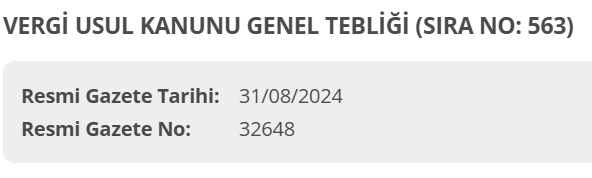 VERGİ USUL KANUNU GENEL TEBLİĞİ (SIRA NO: 563)
Resmi Gazete Tarihi: 31/08/2024
Resmi Gazete No: 32648